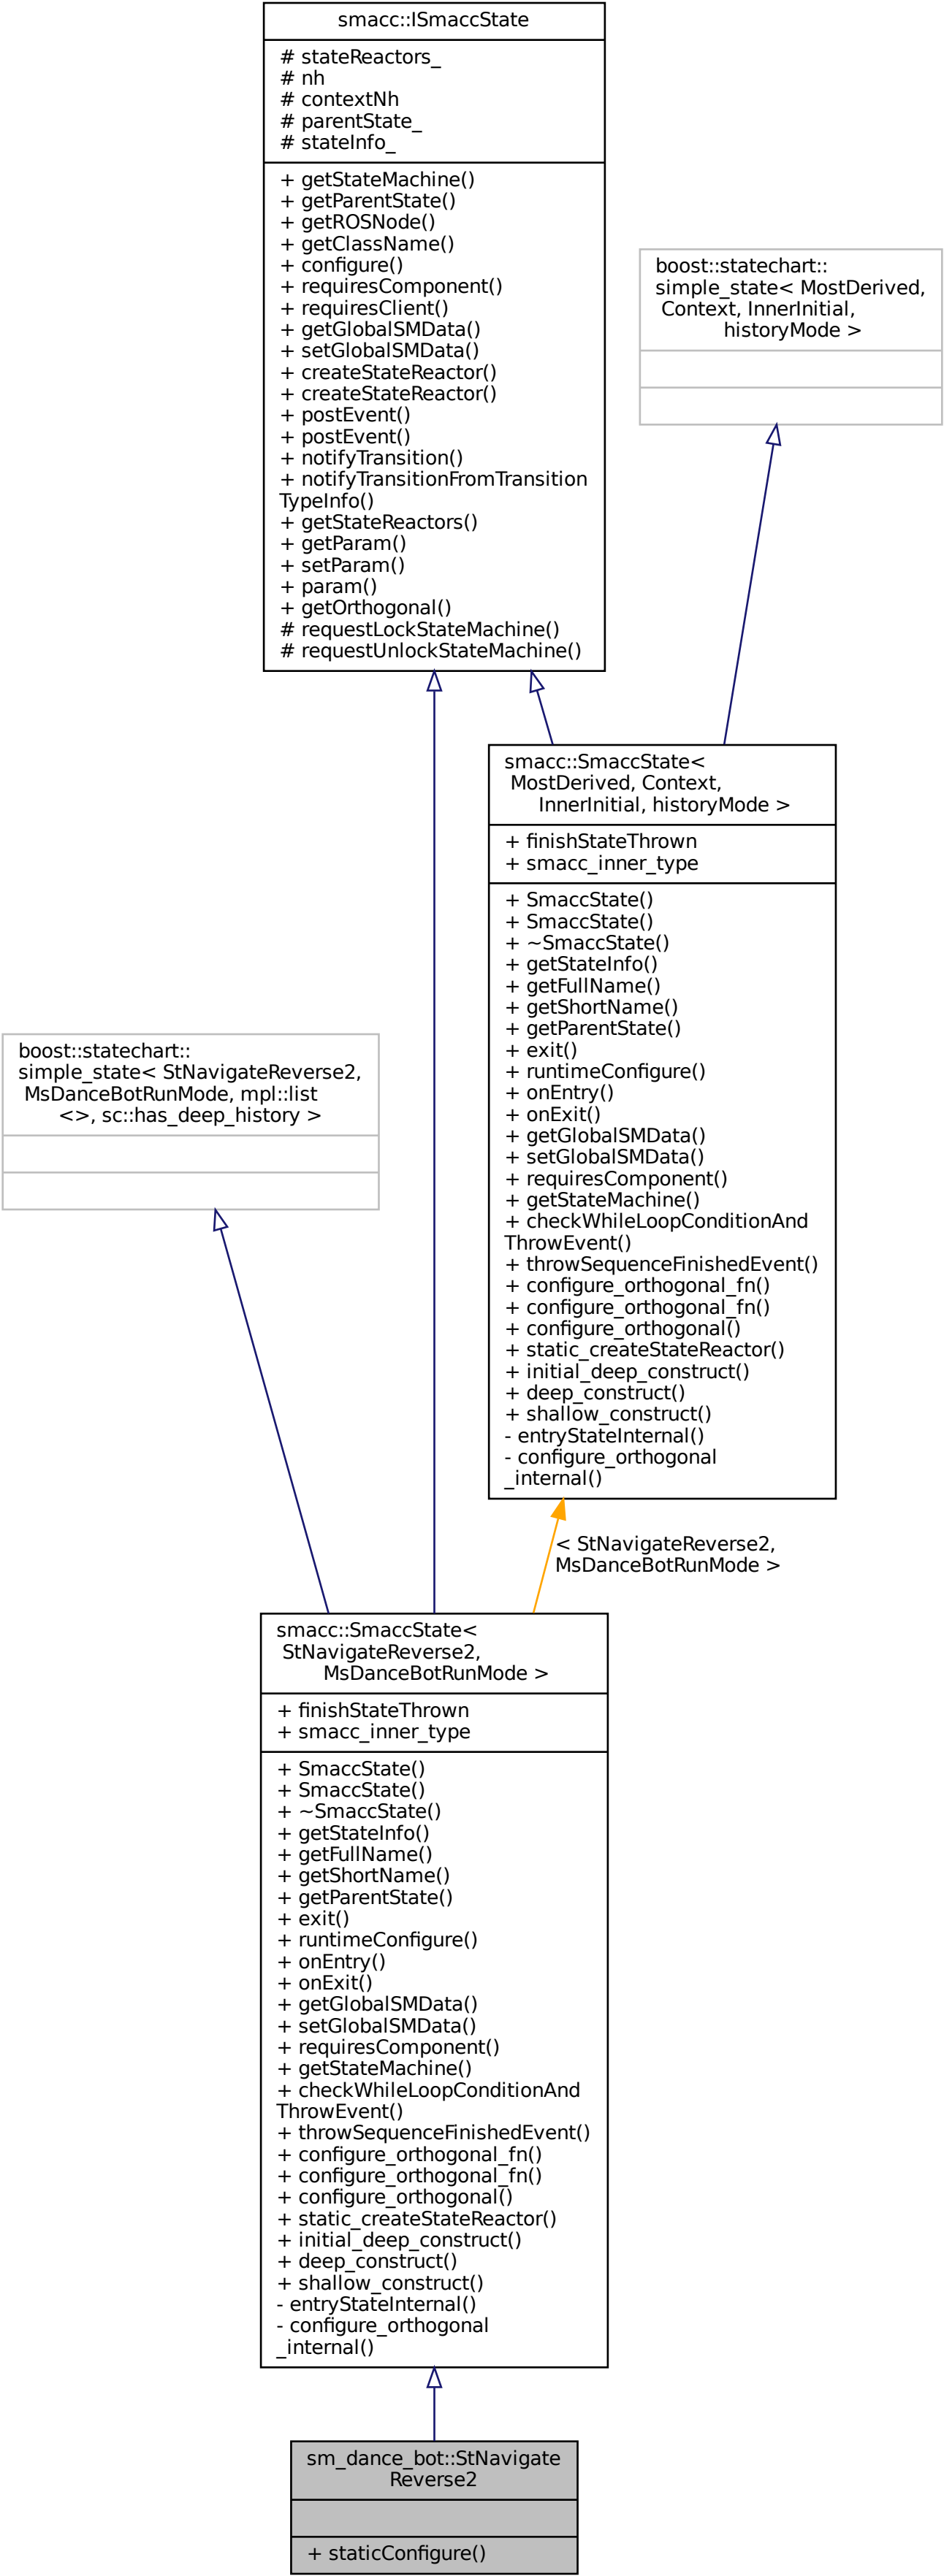 smacc::ISmaccState
# stateReactors_
# nh
# contextNh
# parentState_
# stateInfo_
+ getStateMachine()
+ getParentState()
+ getROSNode()
+ getClassName()
+ configure()
+ requiresComponent()
+ requiresClient()
+ getGlobalSMData()
+ setGlobalSMData()
+ createStateReactor()
+ createStateReactor()
+ postEvent()
+ postEvent()
+ notifyTransition()
+ notifyTransitionFromTransition
TypeInfo()
+ getStateReactors()
+ getParam()
+ setParam()
+ param()
+ getOrthogonal()
# requestLockStateMachine()
# requestUnlockStateMachine()
boost::statechart::
simple_state< MostDerived,
Context, InnerInitial,
historyMode >
smacc::SmaccState<
MostDerived, Context,
InnerInitial, historyMode >
+ finishStateThrown
+ smacc_inner_type
+ SmaccState()
+ SmaccState()
+ ~SmaccState()
+ getStateInfo()
+ getFullName()
+ getShortName()
+ getParentState()
+ exit()
+ runtimeConfigure()
+ onEntry()
+ onExit()
+ getGlobalSMData()
+ setGlobalSMData()
+ requiresComponent()
+ getStateMachine()
+ checkWhileLoopConditionAnd
ThrowEvent()
+ throwSequenceFinishedEvent()
+ configure_orthogonal_fn()
+ configure_orthogonal_fn()
+ configure_orthogonal()
+ static_createStateReactor()
+ initial_deep_construct()
+ deep_construct()
+ shallow_construct()
- entryStateInternal()
- configure_orthogonal
_internal()
boost::statechart::
simple_state< StNavigateReverse2,
MsDanceBotRunMode, mpl::list
<>, sc::has_deep_history >
< StNavigateReverse2,
MsDanceBotRunMode >
smacc::SmaccState<
StNavigateReverse2,
MsDanceBotRunMode >
+ finishStateThrown
+ smacc_inner_type
+ SmaccState()
+ SmaccState()
+ ~SmaccState()
+ getStateInfo()
+ getFullName()
+ getShortName()
+ getParentState()
+ exit()
+ runtimeConfigure()
+ onEntry()
+ onExit()
+ getGlobalSMData()
+ setGlobalSMData()
+ requiresComponent()
+ getStateMachine()
+ checkWhileLoopConditionAnd
ThrowEvent()
+ throwSequenceFinishedEvent()
+ configure_orthogonal_fn()
+ configure_orthogonal_fn()
+ configure_orthogonal()
+ static_createStateReactor()
+ initial_deep_construct()
+ deep_construct()
+ shallow_construct()
- entryStateInternal()
- configure_orthogonal
_internal()
sm_dance_bot::StNavigate
Reverse2
+ staticConfigure()